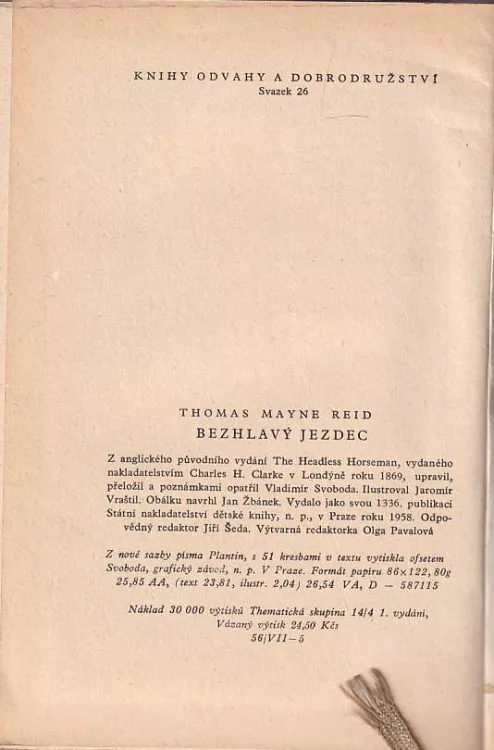 KNIHY ODVAHY A DOBRODRUŽSTVÍ
Svazek 26
THOMAS MAYNE REID
BEZHLAVÝ JEZDEC
Z anglického původního vydání The Headless Horseman, vydaného
nakladatelstvím Charles H. Clarke v Londýně roku 1869, upravil,
přeložil a poznámkami opatřil Vladimír Svoboda. Ilustroval Jaromír
Vraštil. Obálku navrhl Jan Žbánek. Vydalo jako svou 1336. publikaci
Státní nakladatelství dětské knihy, n. p., v Praze roku 1958. Odpo-
vědný redaktor Jiří Šeda. Výtvarná redaktorka Olga Pavalová
Z nové sazby písma Plantin, s 51 kresbami v textu vytiskla ofsetem
Svoboda, grafický závod, n. p. V Praze. Formát papíru 86×122, 80g
25,85 AA, (text 23,81, ilustr. 2,04) 26,54 VA, D — 587115
Náklad 30 000 výtisků Thematická skupina 14/4 1. vydání,
Vázaný výtisk 24,50 Kčs
56/VII—5